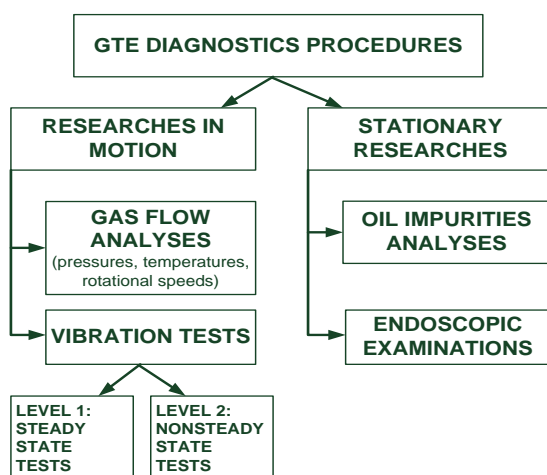 GTE DIAGNOSTICS PROCEDURES
RESEARCHES IN
MOTION
STATIONARY
RESEARCHES
GAS FLOW
ANALYSES
(pressures, temperatures,
rotational speeds)
OIL IMPURITIES
ANALYSES
VIBRATION TESTS
ENDOSCOPIC
EXAMINATIONS
LEVEL 1:
STEADY
STATE
TESTS
LEVEL 2:
NONSTEADY
STATE
TESTS